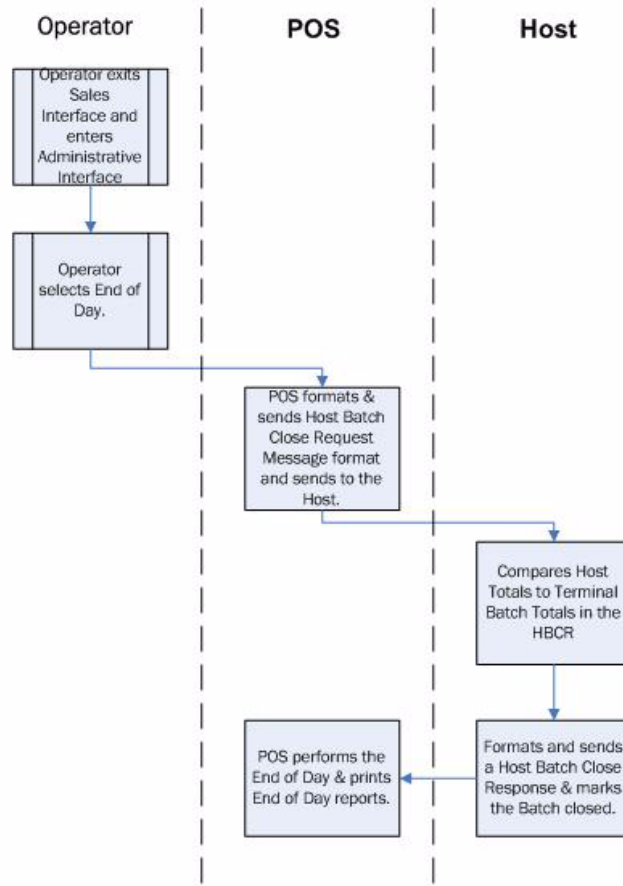 Operator
POS
Host
Operator exits
Sales
Interface and
enters
Administrative
Interface
Operator
selects End of
Day.
POS formats &
sends Host Batch
Close Request
Message format
and sends to the
Host.
Compares Host
Totals to Terminal
Batch Totals in the
HBCR
Formats and sends
a Host Batch Close
Response & marks
the Batch closed.
POS performs the
End of Day & prints
End of Day reports.